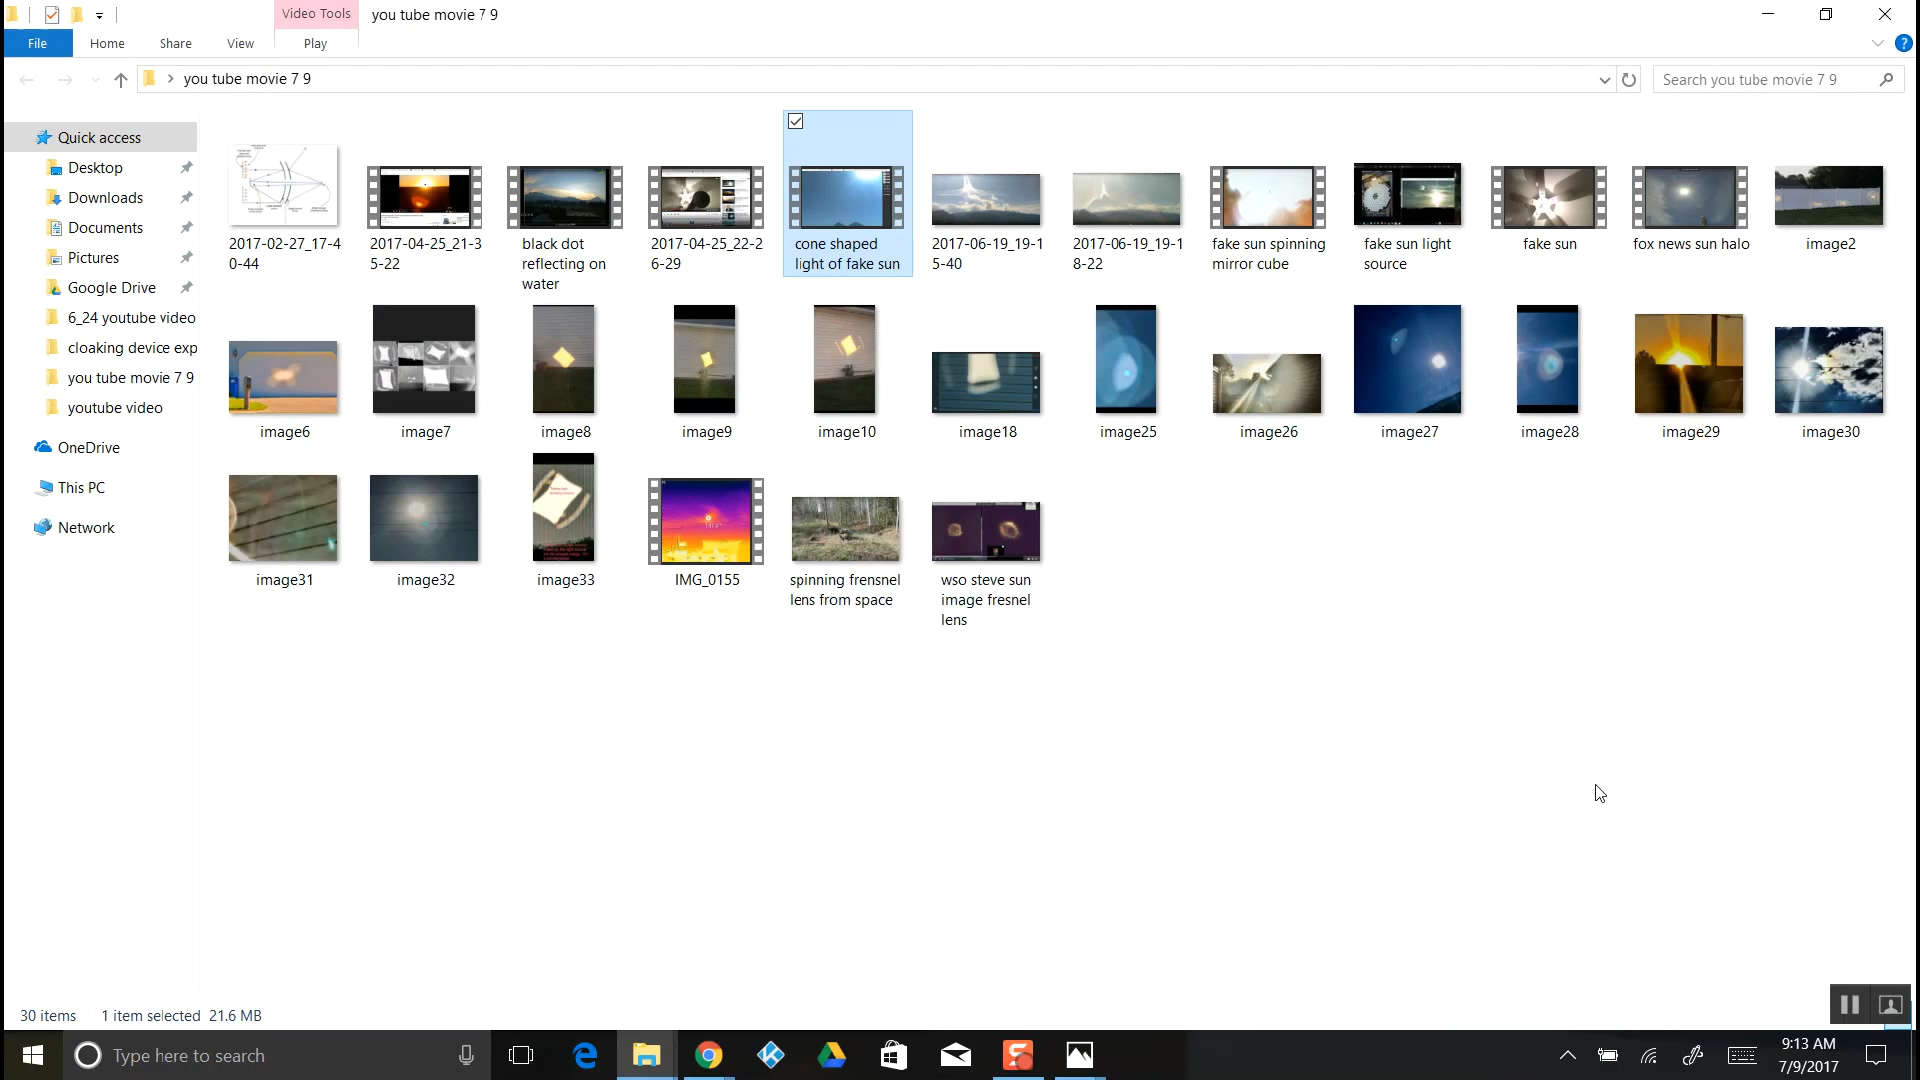 Video Tools
you tube movie 7 9
File
Home
Share
View
Play
you tube movie 7 9
Search you tube movie 7 9
Quick access
Desktop
Downloads
Documents
Pictures
Google Drive
6_24 youtube video
cloaking device exp
you tube movie 7 9
youtube video
OneDrive
This PC
Network
2017-02-27_17-4
0-44
2017-04-25_21-3
5-22
black dot
reflecting on
water
2017-04-25_22-2
6-29
cone shaped
light of fake sun
2017-06-19_19-1
5-40
2017-06-19_19-1
8-22
fake sun spinning
mirror cube
fake sun light
source
fake sun
fox news sun halo
image2
image6
image7
image8
image9
image10
image18
image25
image26
image27
image28
image29
image30
image31
image32
image33
IMG_0155
spinning frensnel
lens from space
wso steve sun
image fresnel
lens
30 items
1 item selected 21.6 MB
Type here to search
9:13 AM
7/9/2017